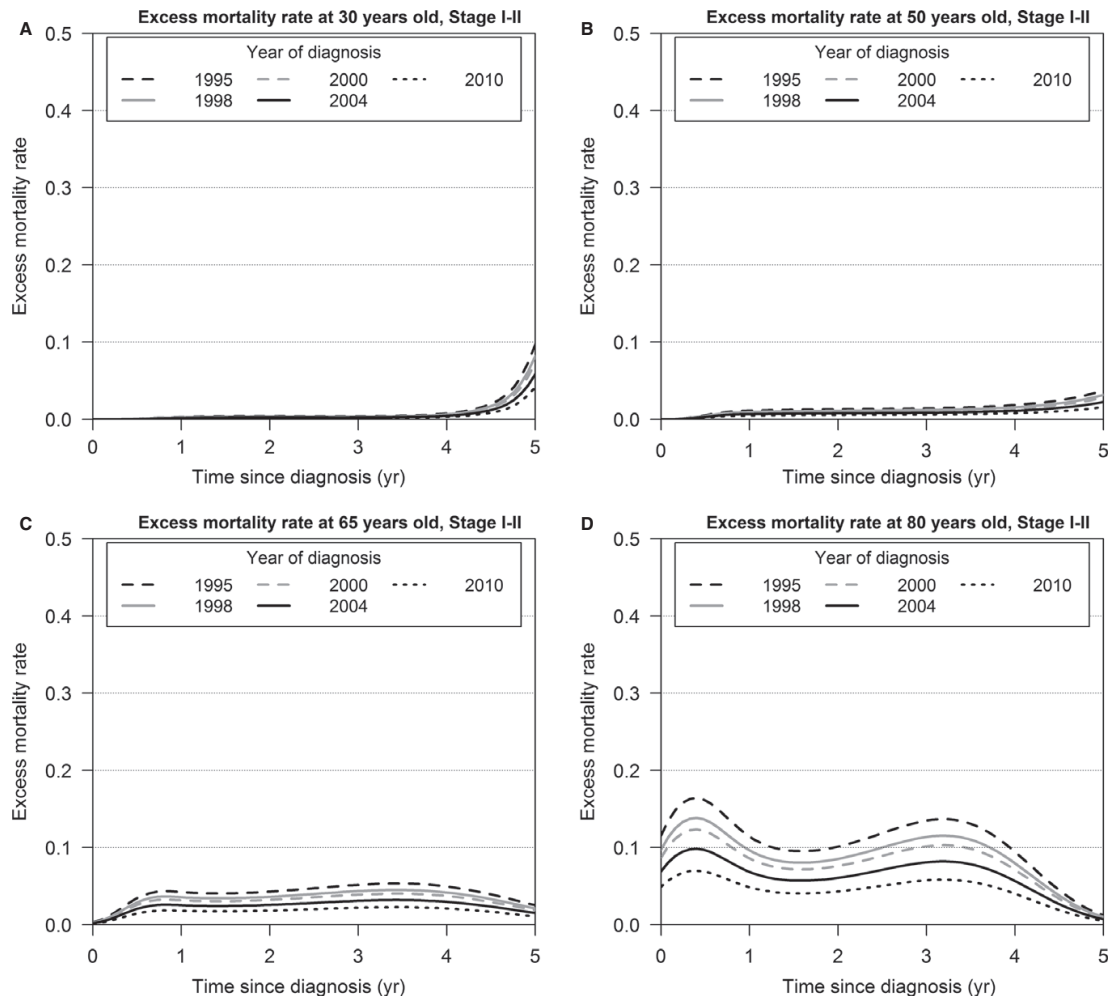 A
Excess mortality rate at 30 years old, Stage I-II
Year of diagnosis
1995 2000 2010
1998 2004
0.5
0.4
0.3
0.2
0.1
0.0
Excess mortality rate
0 1 2 3 4 5
Time since diagnosis (yr)
B
Excess mortality rate at 50 years old, Stage I-II
Year of diagnosis
1995 2000 2010
1998 2004
0.5
0.4
0.3
0.2
0.1
0.0
Excess mortality rate
0 1 2 3 4 5
Time since diagnosis (yr)
C
Excess mortality rate at 65 years old, Stage I-II
Year of diagnosis
1995 2000 2010
1998 2004
0.5
0.4
0.3
0.2
0.1
0.0
Excess mortality rate
0 1 2 3 4 5
Time since diagnosis (yr)
D
Excess mortality rate at 80 years old, Stage I-II
Year of diagnosis
1995 2000 2010
1998 2004
0.5
0.4
0.3
0.2
0.1
0.0
Excess mortality rate
0 1 2 3 4 5
Time since diagnosis (yr)